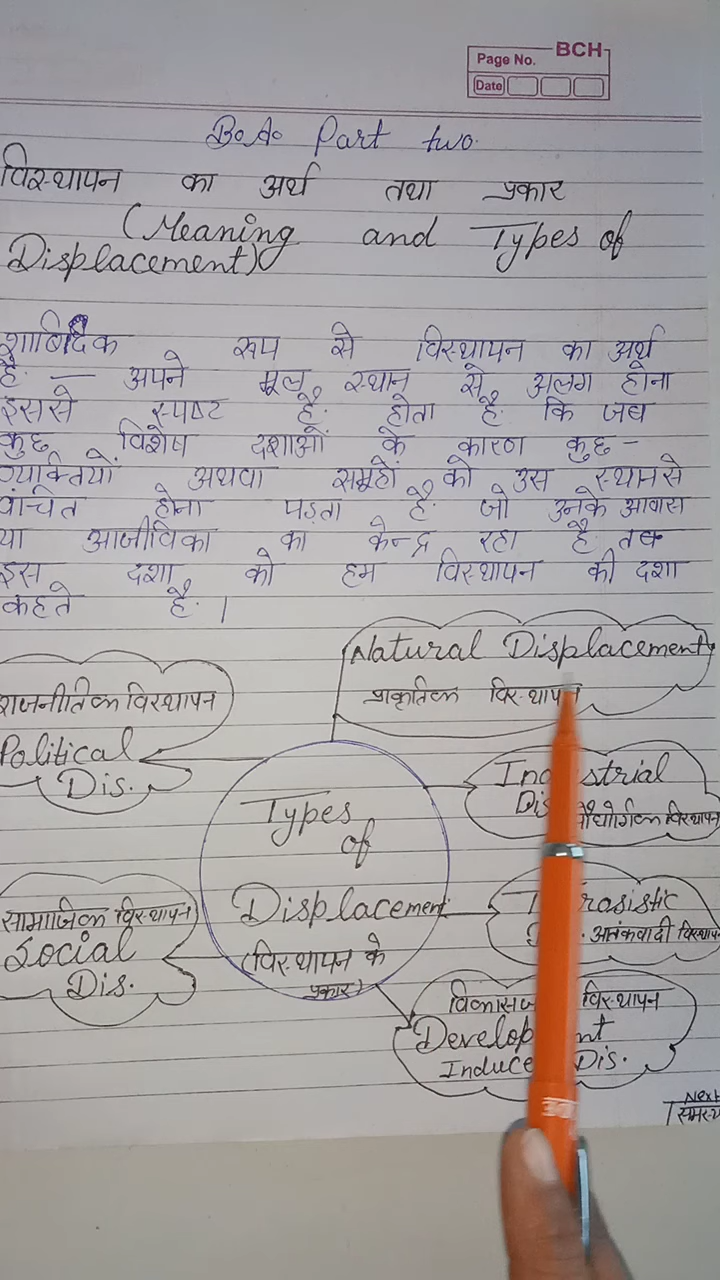 BCH
Page No.
Date
B.A. Part two.
विस्थापन का अर्थ तथा प्रकार
(Meaning and Types of
Displacement)
शाब्दिक रूप से विस्थापन का अर्थ
है — अपने मूल स्थान से अलग होना
इससे स्पष्ट है होता है कि जब
कुछ विशेष दशाओं के कारण कुछ -
व्यक्तियों अथवा समूहों को उस स्थान से
वंचित होना पड़ता है जो उनके आवास
या आजीविका का केन्द्र रहा है तब
इस दशा को हम विस्थापन की दशा
कहते है ।
Natural Displacement
प्राकृतिक विस्थापन
राजनीतिक विस्थापन
Political
Dis.
Industrial
औद्योगिक विस्थापन
Types
of
Displacement
(विस्थापन के
प्रकार)
आतंकवादी विस्थापन
सामाजिक विस्थापन
Social
Dis.
विस्थापन
Development
Induced Dis.
Next